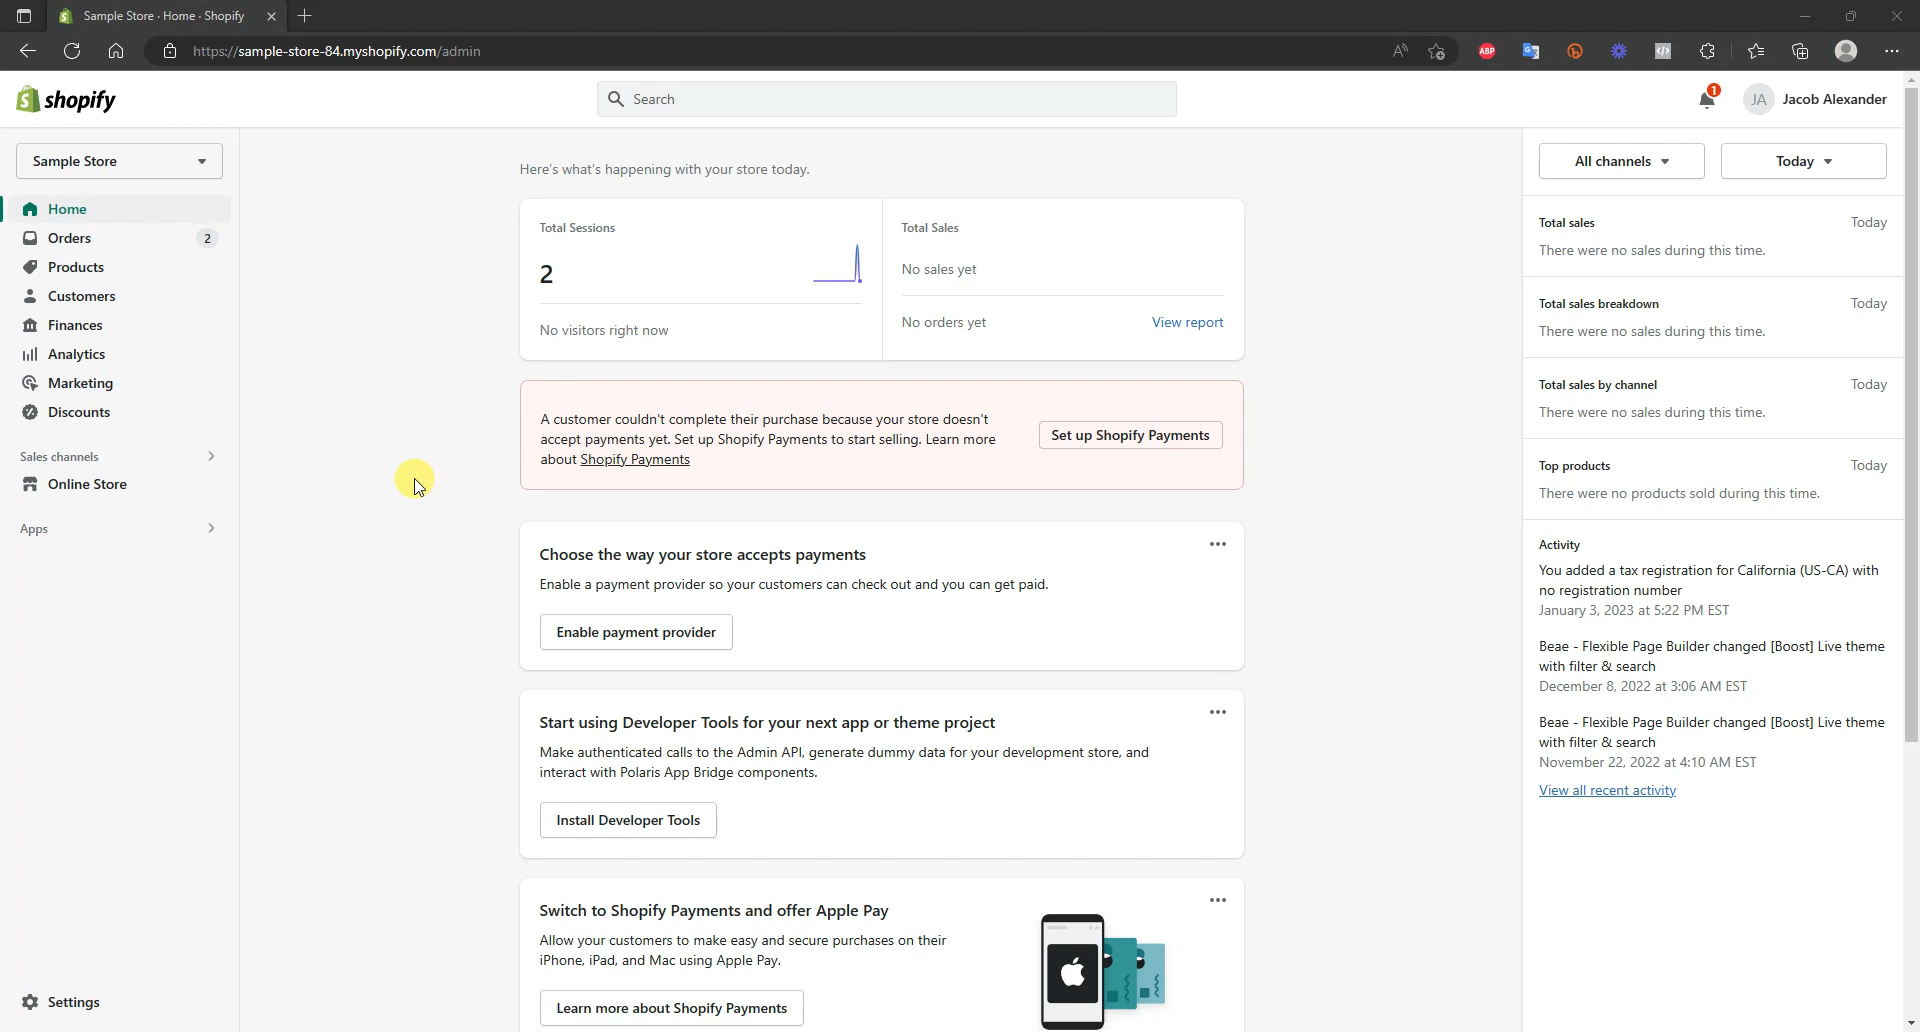 Sample Store · Home · Shopify
https://sample-store-84.myshopify.com/admin
ABP
shopify
Search
1
JA
Jacob Alexander
Sample Store
Home
Orders
2
Products
Customers
Finances
Analytics
Marketing
Discounts
Sales channels
Online Store
Apps
Settings
Here's what's happening with your store today.
Total Sessions
2
No visitors right now
Total Sales
No sales yet
No orders yet
View report
A customer couldn't complete their purchase because your store doesn't
accept payments yet. Set up Shopify Payments to start selling. Learn more
about Shopify Payments
Set up Shopify Payments
Choose the way your store accepts payments
Enable a payment provider so your customers can check out and you can get paid.
Enable payment provider
Start using Developer Tools for your next app or theme project
Make authenticated calls to the Admin API, generate dummy data for your development store, and
interact with Polaris App Bridge components.
Install Developer Tools
Switch to Shopify Payments and offer Apple Pay
Allow your customers to make easy and secure purchases on their
iPhone, iPad, and Mac using Apple Pay.
Learn more about Shopify Payments
All channels
Today
Total sales
Today
There were no sales during this time.
Total sales breakdown
Today
There were no sales during this time.
Total sales by channel
Today
There were no sales during this time.
Top products
Today
There were no products sold during this time.
Activity
You added a tax registration for California (US-CA) with
no registration number
January 3, 2023 at 5:22 PM EST
Beae - Flexible Page Builder changed [Boost] Live theme
with filter & search
December 8, 2022 at 3:06 AM EST
Beae - Flexible Page Builder changed [Boost] Live theme
with filter & search
November 22, 2022 at 4:10 AM EST
View all recent activity